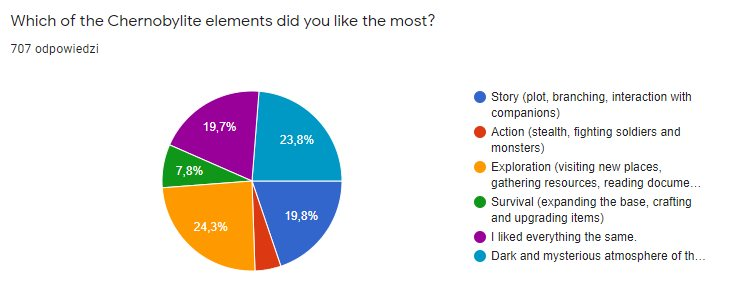 Which of the Chernobylite elements did you like the most?
707 odpowiedzi
19,7%
23,8%
7,8%
19,8%
24,3%
Story (plot, branching, interaction with
companions)
Action (stealth, fighting soldiers and
monsters)
Exploration (visiting new places,
gathering resources, reading docume...
Survival (expanding the base, crafting
and upgrading items)
I liked everything the same.
Dark and mysterious atmosphere of th...